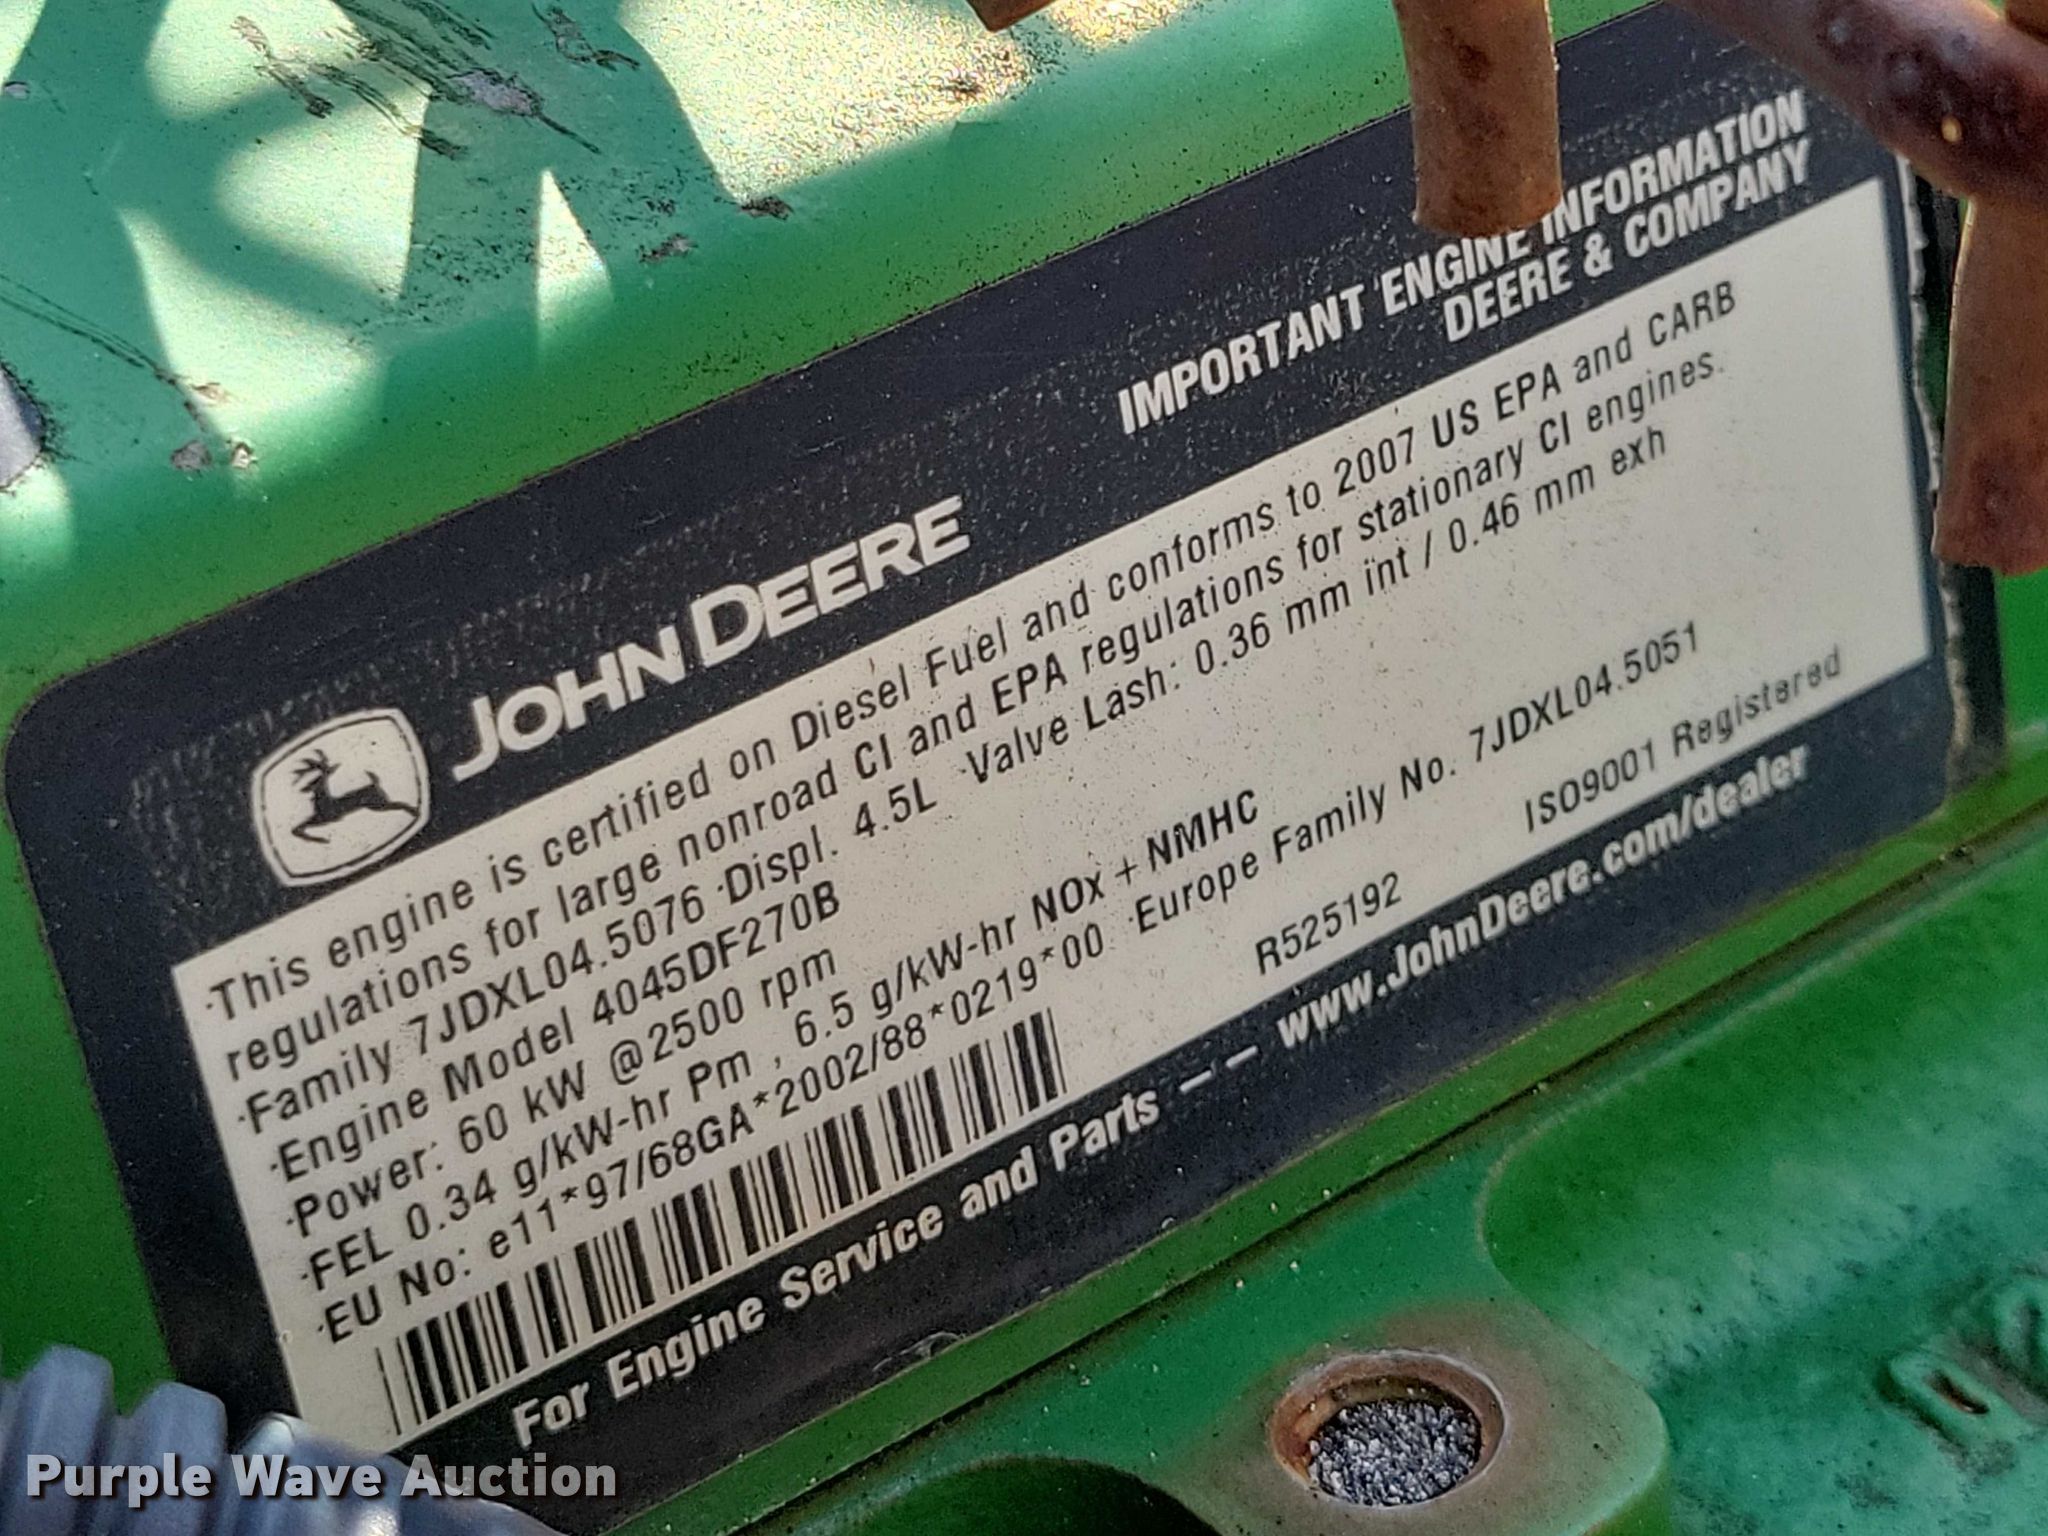 IMPORTANT ENGINE INFORMATION
DEERE & COMPANY
JOHN DEERE
·This engine is certified on Diesel Fuel and conforms to 2007 US EPA and CARB
regulations for large nonroad CI and EPA regulations for stationary CI engines.
·Family 7JDXL04.5076 ·Displ. 4.5L ·Valve Lash: 0.36 mm int / 0.46 mm exh
·Engine Model 4045DF270B
·Power: 60 kW @2500 rpm
·FEL 0.34 g/kW-hr Pm , 6.5 g/kW-hr NOx + NMHC
·EU No: e11*97/68GA*2002/88*0219*00 ·Europe Family No. 7JDXL04.5051
R525192 ISO9001 Registered
For Engine Service and Parts –– www.JohnDeere.com/dealer
Purple Wave Auction